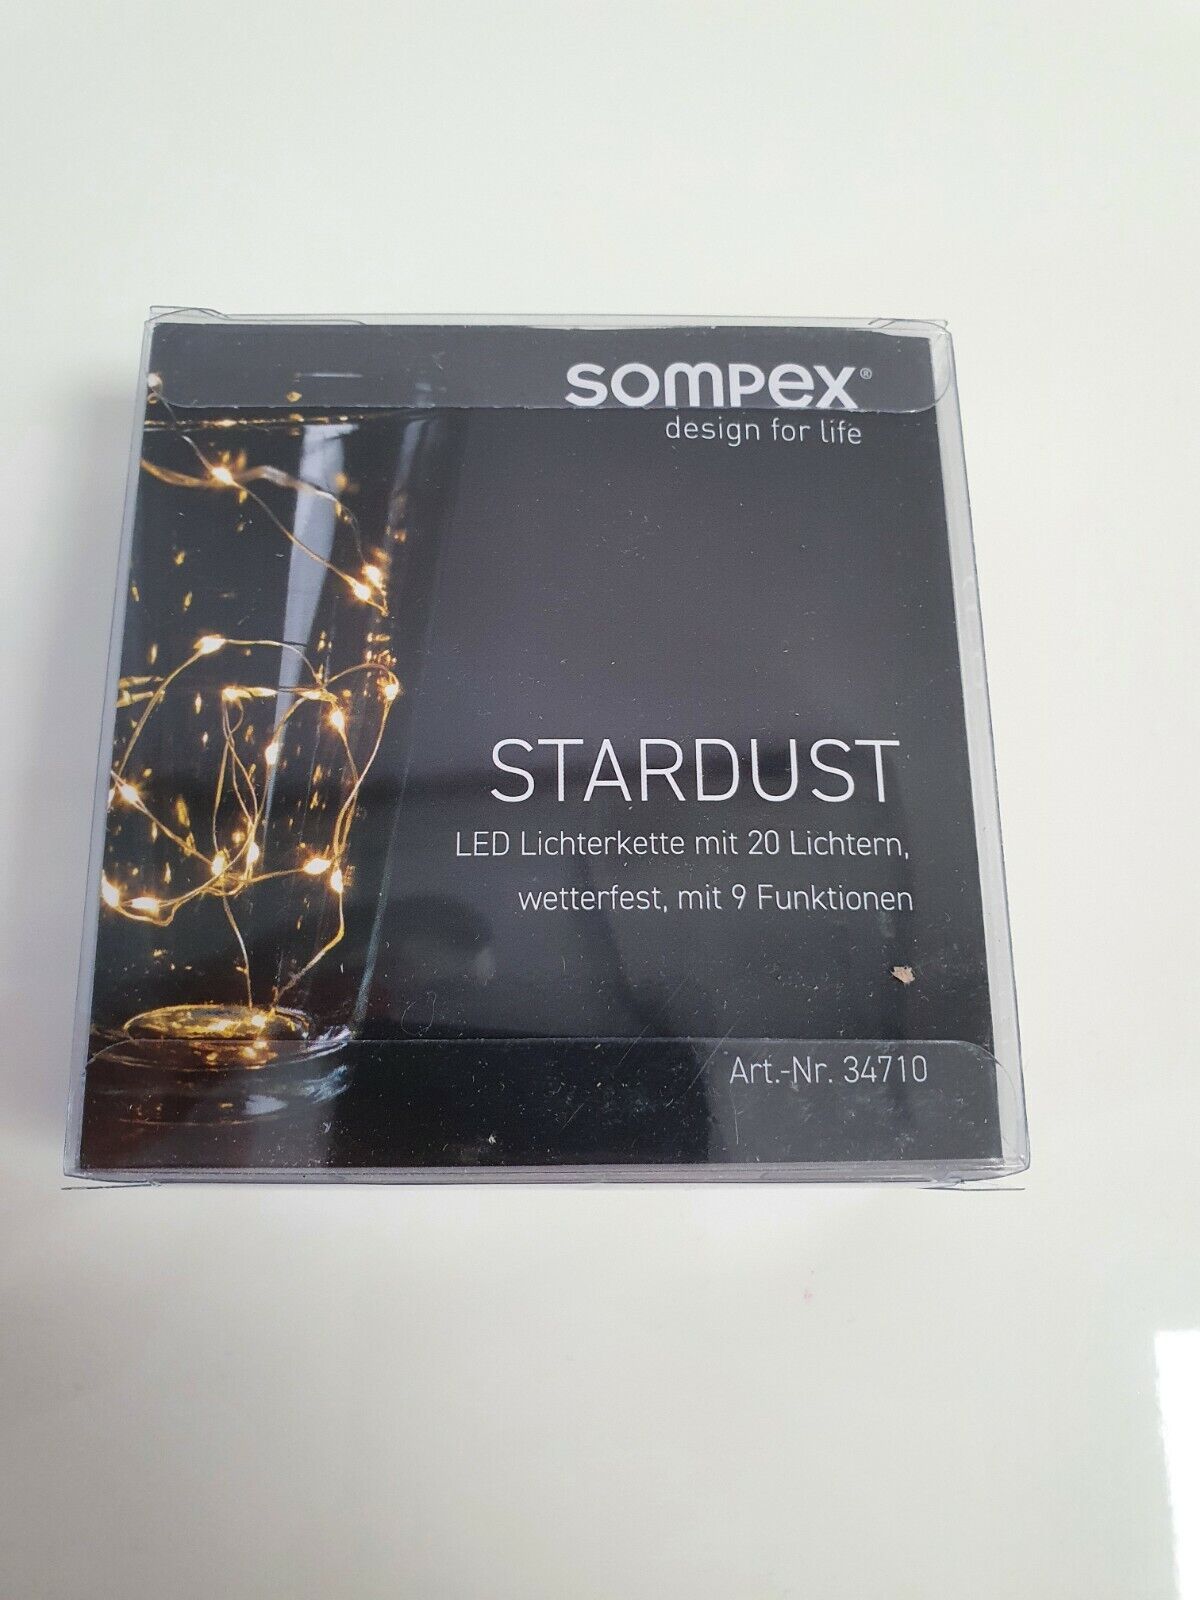 sompex®
design for life
STARDUST
LED Lichterkette mit 20 Lichtern,
wetterfest, mit 9 Funktionen
Art.-Nr. 34710